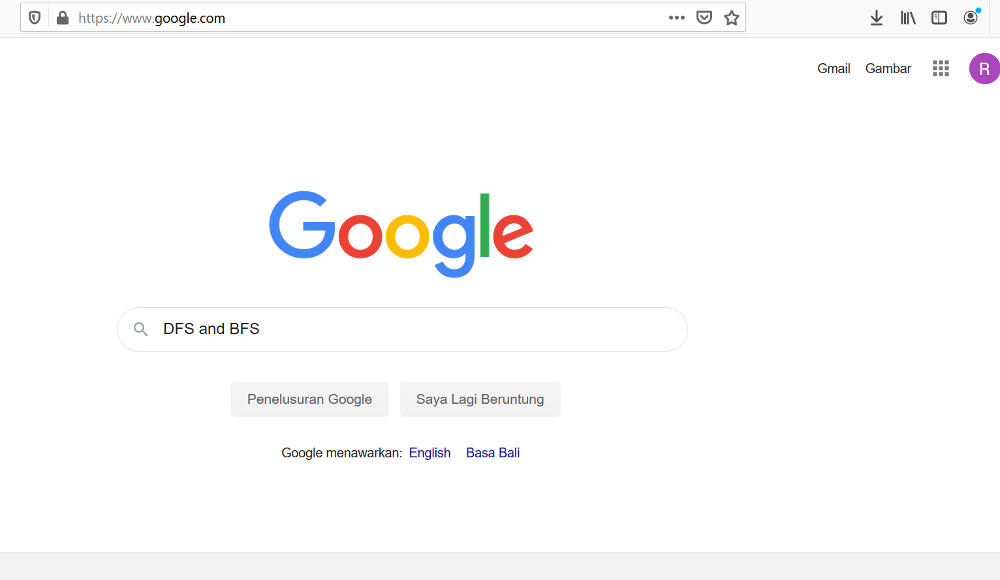 https://www.google.com
Gmail Gambar R
Google
DFS and BFS
Penelusuran Google Saya Lagi Beruntung
Google menawarkan: English Basa Bali